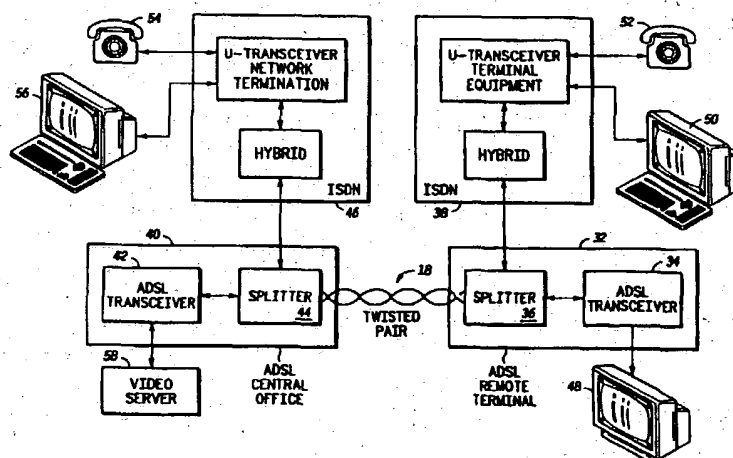 54
U-TRANSCEIVER
NETWORK
TERMINATION
56
HYBRID
ISDN
46
52
U-TRANSCEIVER
TERMINAL
EQUIPMENT
50
HYBRID
ISDN
38
40
42
ADSL
TRANSCEIVER
SPLITTER
44
58
VIDEO
SERVER
ADSL
CENTRAL
OFFICE
18
TWISTED
PAIR
32
34
SPLITTER
36
ADSL
TRANSCEIVER
ADSL
REMOTE
TERMINAL
48